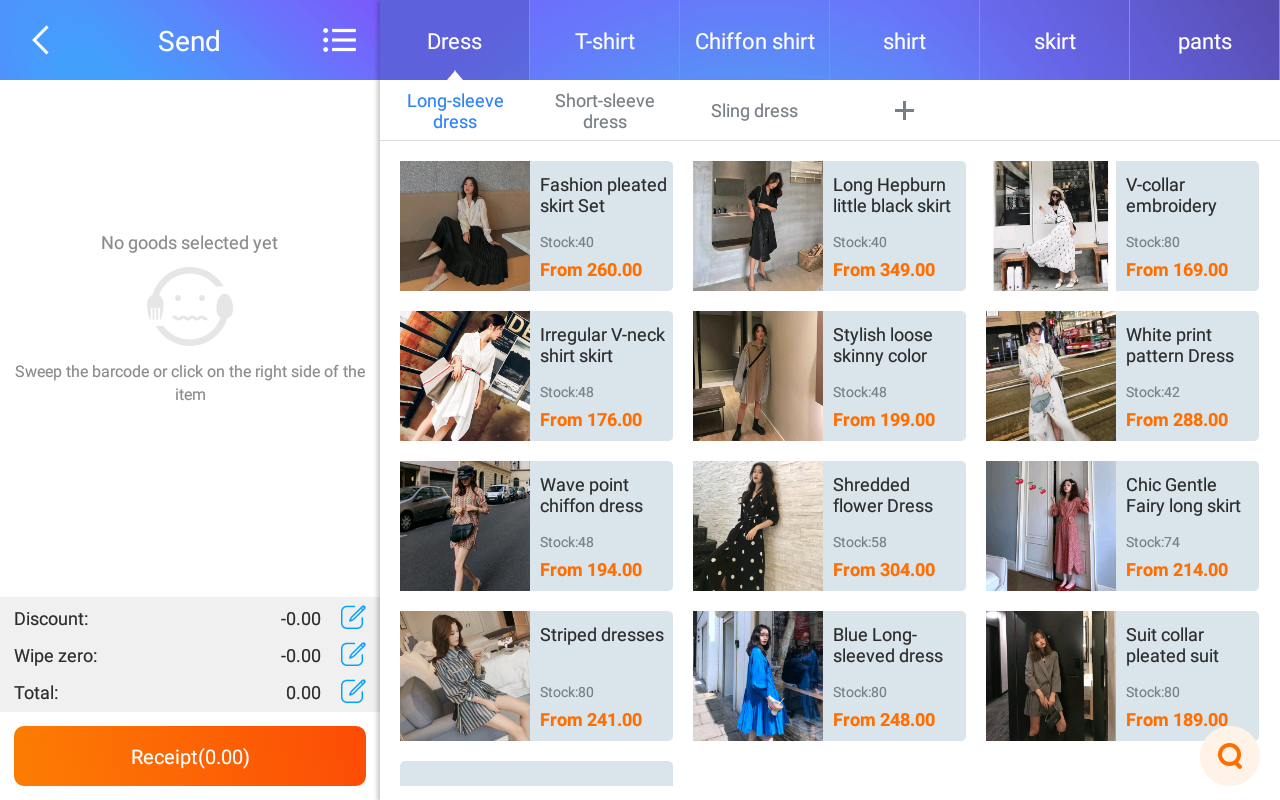 Send
No goods selected yet
Sweep the barcode or click on the right side of the
item
Discount:
-0.00
Wipe zero:
-0.00
Total:
0.00
Receipt(0.00)
Dress
T-shirt
Chiffon shirt
shirt
skirt
pants
Long-sleeve
dress
Short-sleeve
dress
Sling dress
Fashion pleated
skirt Set
Stock:40
From 260.00
Long Hepburn
little black skirt
Stock:40
From 349.00
V-collar
embroidery
Stock:80
From 169.00
Irregular V-neck
shirt skirt
Stock:48
From 176.00
Stylish loose
skinny color
Stock:48
From 199.00
White print
pattern Dress
Stock:42
From 288.00
Wave point
chiffon dress
Stock:48
From 194.00
Shredded
flower Dress
Stock:58
From 304.00
Chic Gentle
Fairy long skirt
Stock:74
From 214.00
Striped dresses
Stock:80
From 241.00
Blue Long-
sleeved dress
Stock:80
From 248.00
Suit collar
pleated suit
Stock:80
From 189.00